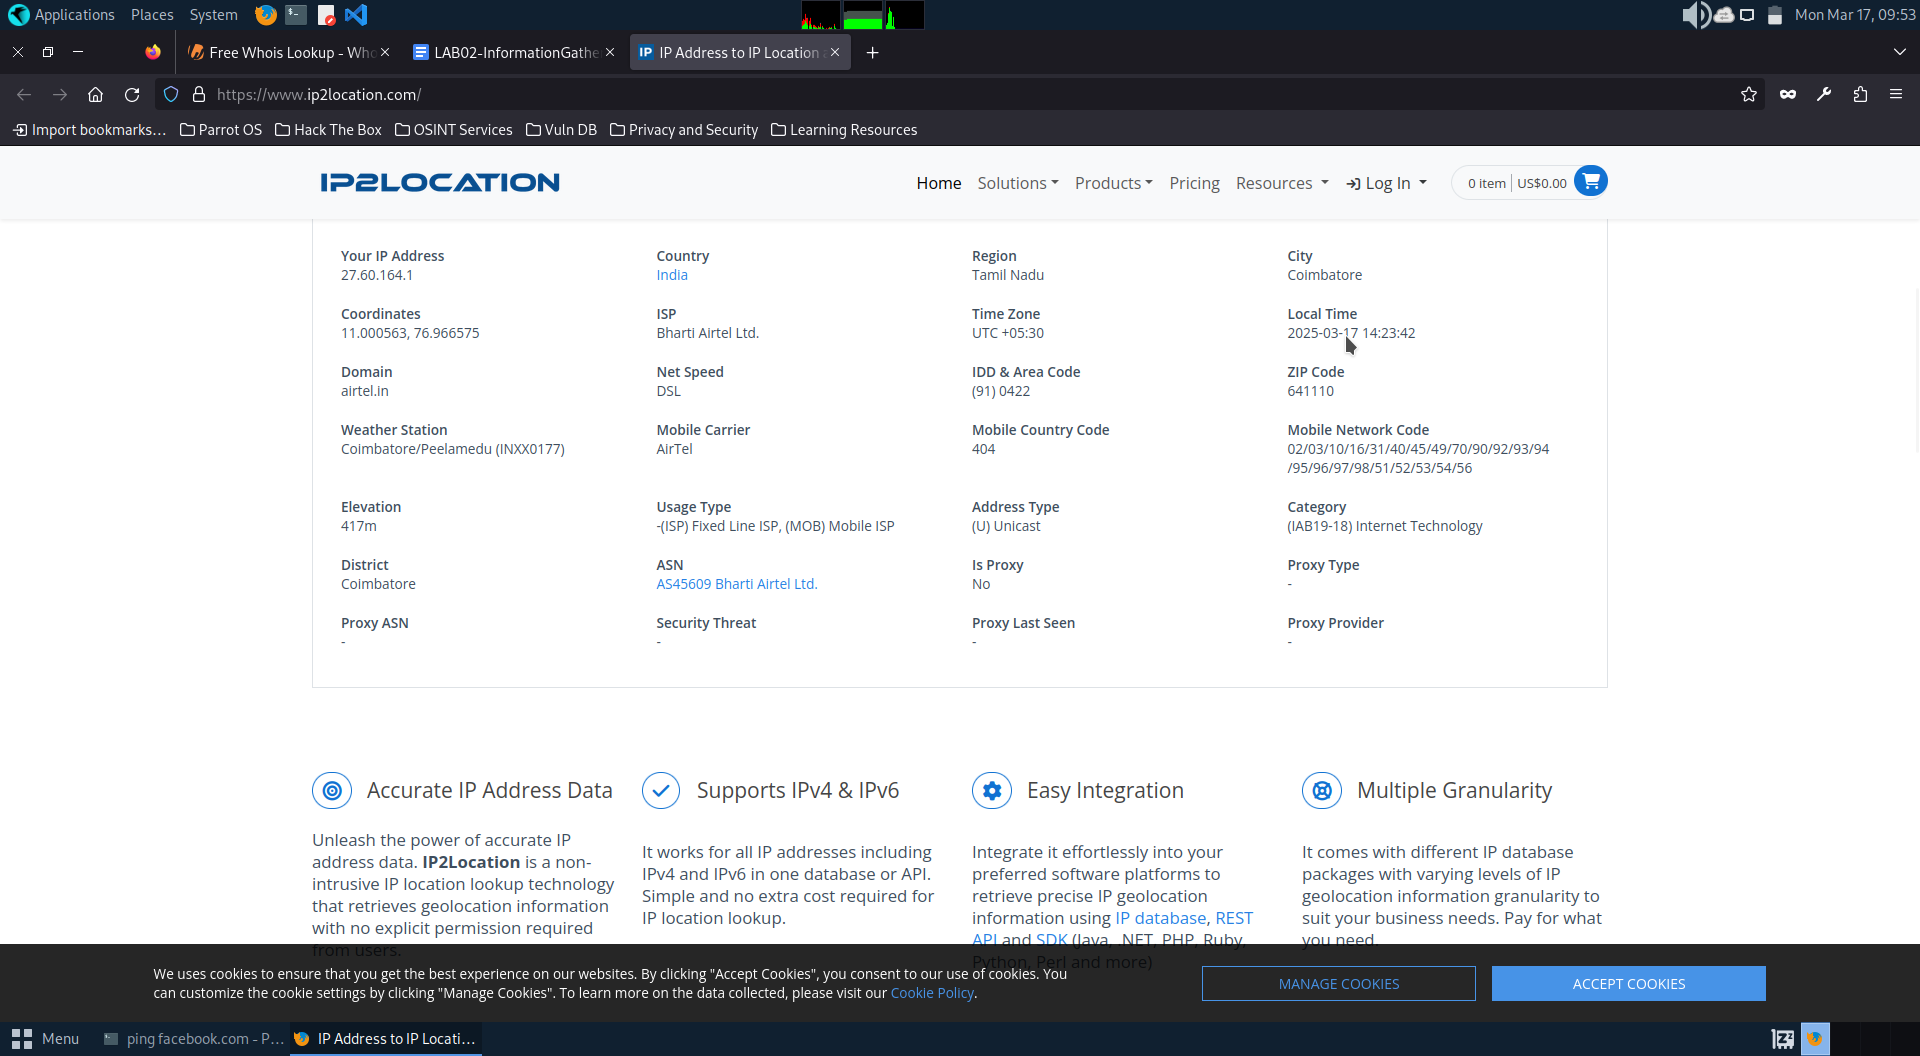 Applications Places System
Mon Mar 17, 09:53
Free Whois Lookup - Who
LAB02-InformationGathe
IP Address to IP Location a
https://www.ip2location.com/
Import bookmarks... Parrot OS Hack The Box OSINT Services Vuln DB Privacy and Security Learning Resources
IP2LOCATION
Home Solutions Products Pricing Resources Log In 0 item US$0.00
Your IP Address Country Region City
27.60.164.1 India Tamil Nadu Coimbatore
Coordinates ISP Time Zone Local Time
11.000563, 76.966575 Bharti Airtel Ltd. UTC +05:30 2025-03-17 14:23:42
Domain Net Speed IDD & Area Code ZIP Code
airtel.in DSL (91) 0422 641110
Weather Station Mobile Carrier Mobile Country Code Mobile Network Code
Coimbatore/Peelamedu (INXX0177) AirTel 404 02/03/10/16/31/40/45/49/70/90/92/93/94
/95/96/97/98/51/52/53/54/56
Elevation Usage Type Address Type Category
417m -(ISP) Fixed Line ISP, (MOB) Mobile ISP (U) Unicast (IAB19-18) Internet Technology
District ASN Is Proxy Proxy Type
Coimbatore AS45609 Bharti Airtel Ltd. No -
Proxy ASN Security Threat Proxy Last Seen Proxy Provider
- - - -
Accurate IP Address Data
Unleash the power of accurate IP
address data. IP2Location is a non-
intrusive IP location lookup technology
that retrieves geolocation information
with no explicit permission required
from users.
Supports IPv4 & IPv6
It works for all IP addresses including
IPv4 and IPv6 in one database or API.
Simple and no extra cost required for
IP location lookup.
Easy Integration
Integrate it effortlessly into your
preferred software platforms to
retrieve precise IP geolocation
information using IP database, REST
API and SDK (Java, .NET, PHP, Ruby,
Python, Perl and more)
Multiple Granularity
It comes with different IP database
packages with varying levels of IP
geolocation information granularity to
suit your business needs. Pay for what
you need.
We uses cookies to ensure that you get the best experience on our websites. By clicking "Accept Cookies", you consent to our use of cookies. You
can customize the cookie settings by clicking "Manage Cookies". To learn more on the data collected, please visit our Cookie Policy.
MANAGE COOKIES
ACCEPT COOKIES
Menu
ping facebook.com - P...
IP Address to IP Locati...